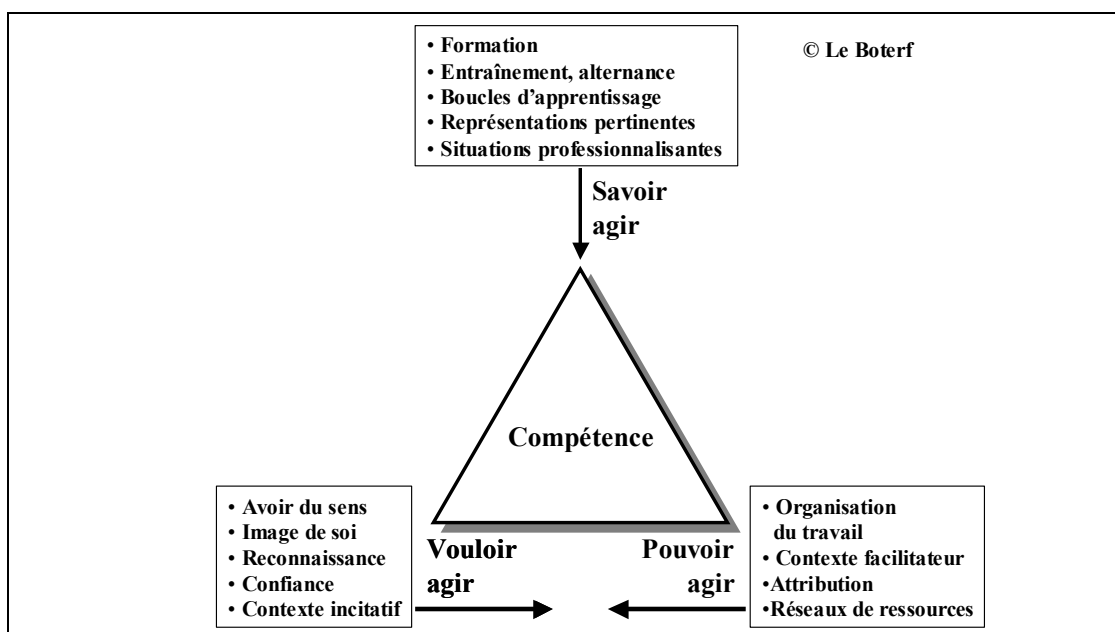 • Formation
• Entraînement, alternance
• Boucles d'apprentissage
• Représentations pertinentes
• Situations professionnalisantes
© Le Boterf
Savoir
agir
Compétence
• Avoir du sens
• Image de soi
• Reconnaissance
• Confiance
• Contexte incitatif
Vouloir
agir
Pouvoir
agir
• Organisation
du travail
• Contexte facilitateur
•Attribution
•Réseaux de ressources